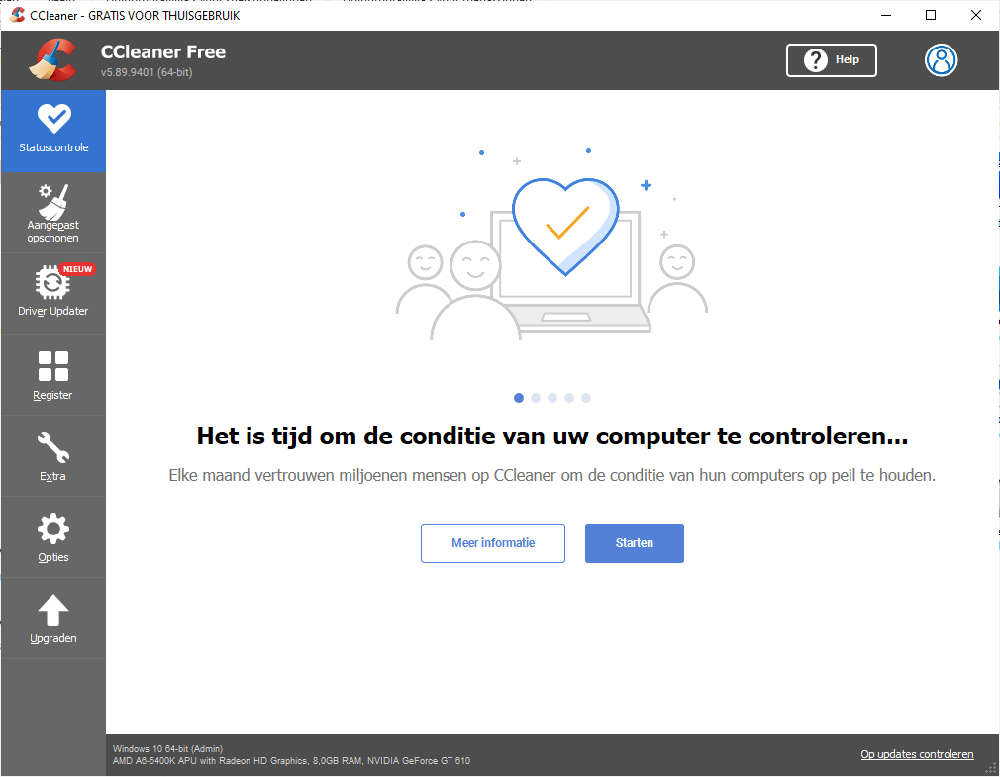 CCleaner - GRATIS VOOR THUISGEBRUIK
CCleaner Free
v5.89.9401 (64-bit)
Help
Statuscontrole
Aangepast
opschonen
NIEUW
Driver Updater
Register
Extra
Opties
Upgraden
Het is tijd om de conditie van uw computer te controleren...
Elke maand vertrouwen miljoenen mensen op CCleaner om de conditie van hun computers op peil te houden.
Meer informatie
Starten
Windows 10 64-bit (Admin)
AMD A6-5400K APU with Radeon HD Graphics, 8,0GB RAM, NVIDIA GeForce GT 610
Op updates controleren